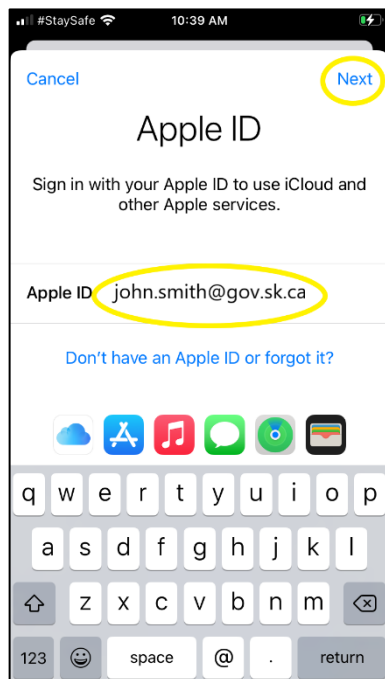 #StaySafe 10:39 AM
Cancel Next
Apple ID
Sign in with your Apple ID to use iCloud and
other Apple services.
Apple ID john.smith@gov.sk.ca
Don't have an Apple ID or forgot it?
q w e r t y u i o p
a s d f g h j k l
z x c v b n m
123 space @ . return